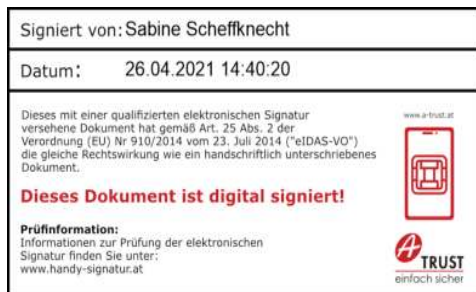 Signiert von: Sabine Scheffknecht
Datum: 26.04.2021 14:40:20
Dieses mit einer qualifizierten elektronischen Signatur
versehene Dokument hat gemäß Art. 25 Abs. 2 der
Verordnung (EU) Nr 910/2014 vom 23. Juli 2014 ("eIDAS-VO")
die gleiche Rechtswirkung wie ein handschriftlich unterschriebenes
Dokument.
Dieses Dokument ist digital signiert!
Prüfinformation:
Informationen zur Prüfung der elektronischen
Signatur finden Sie unter:
www.handy-signatur.at
www.a-trust.at
A TRUST
einfach sicher